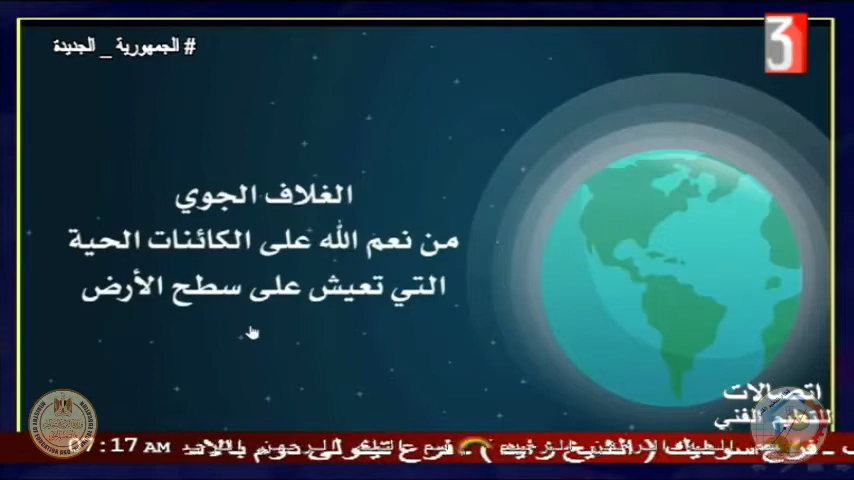 # الجمهورية _ الجديدة
3
الغلاف الجوي
من نعم الله على الكائنات الحية
التي تعيش على سطح الأرض
اتصالات
للتعليم الفني
07:17 AM